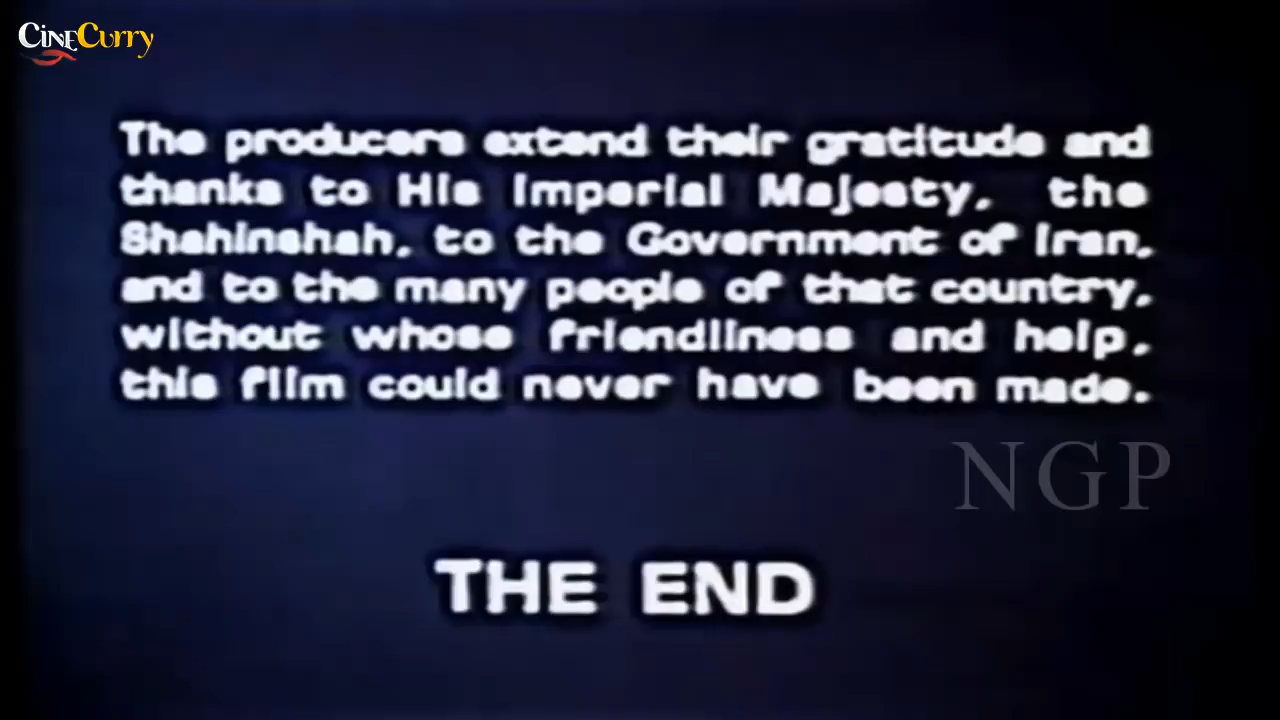 CineCurry
The producers extend their gratitude and
thanks to His Imperial Majesty, the
Shahinshah, to the Government of Iran,
and to the many people of that country,
without whose friendliness and help,
this film could never have been made.
NGP
THE END